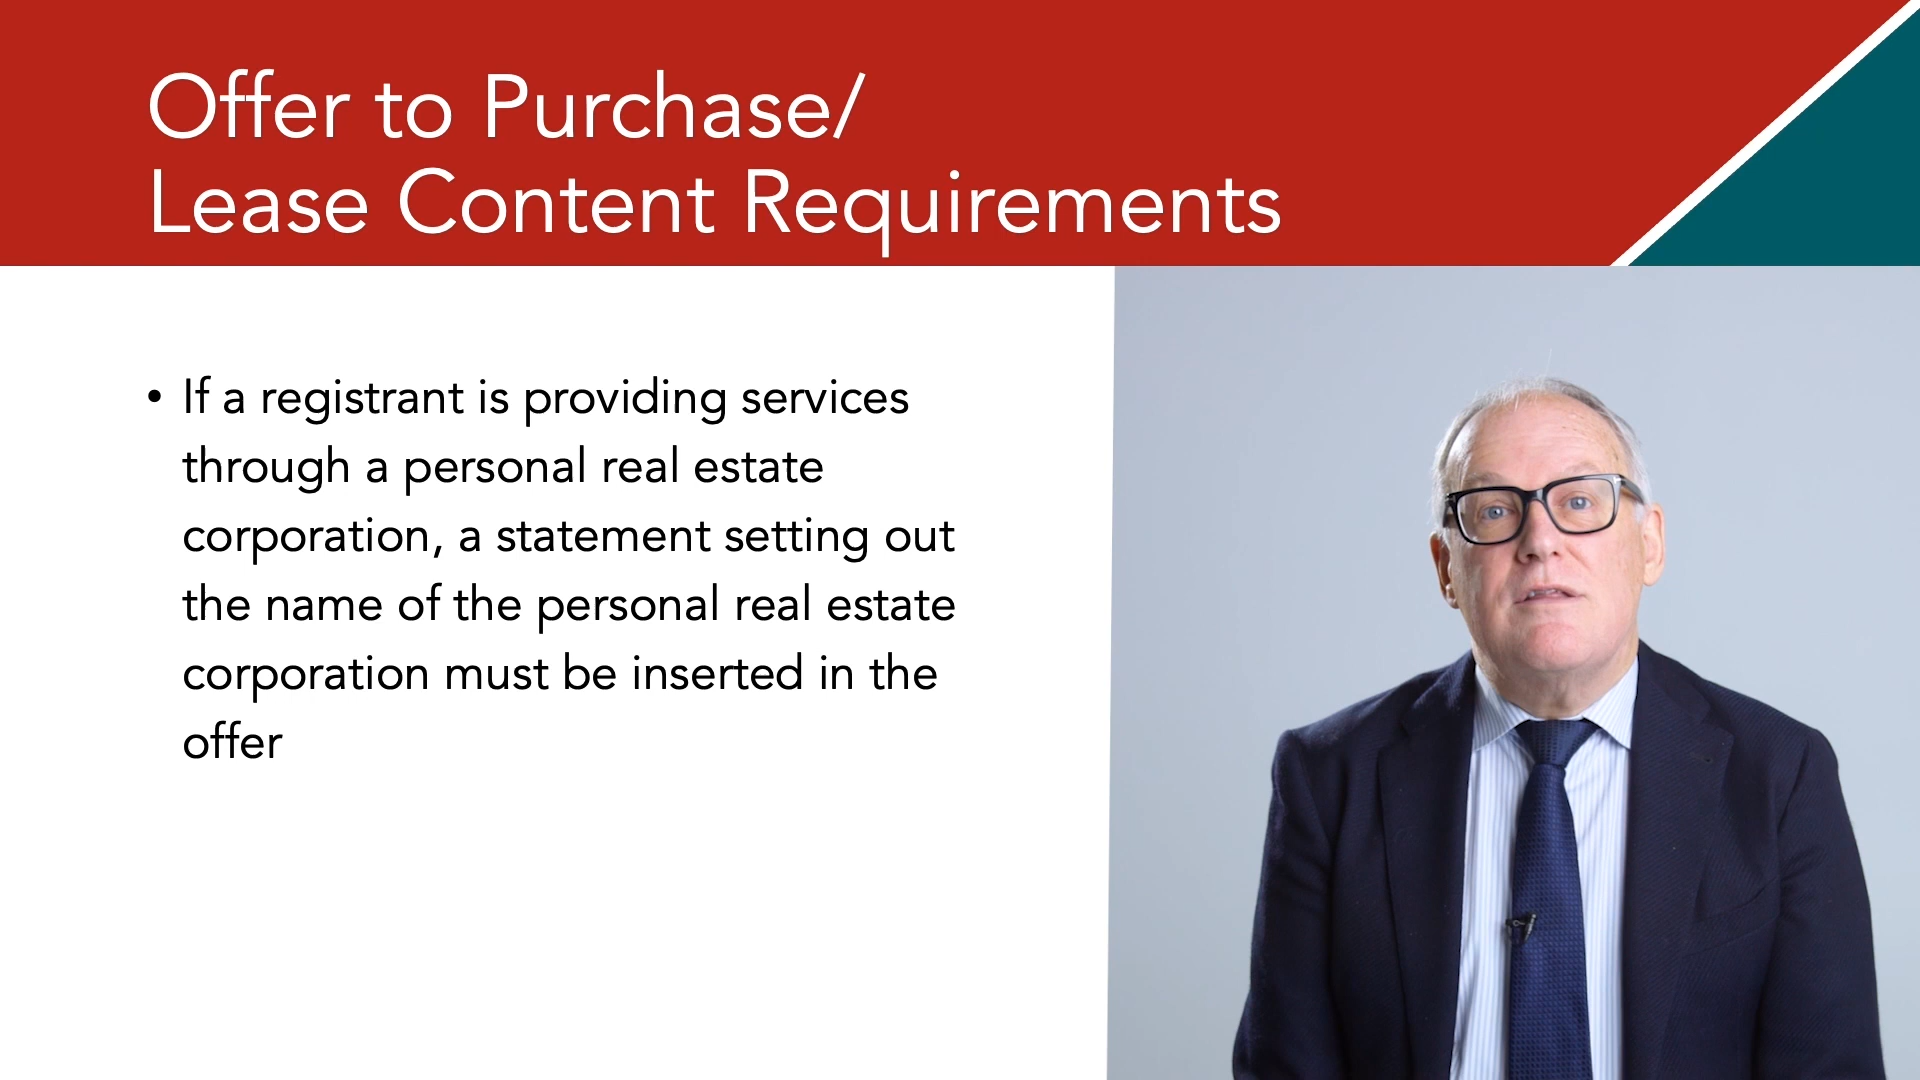 Offer to Purchase/
Lease Content Requirements
• If a registrant is providing services
through a personal real estate
corporation, a statement setting out
the name of the personal real estate
corporation must be inserted in the
offer